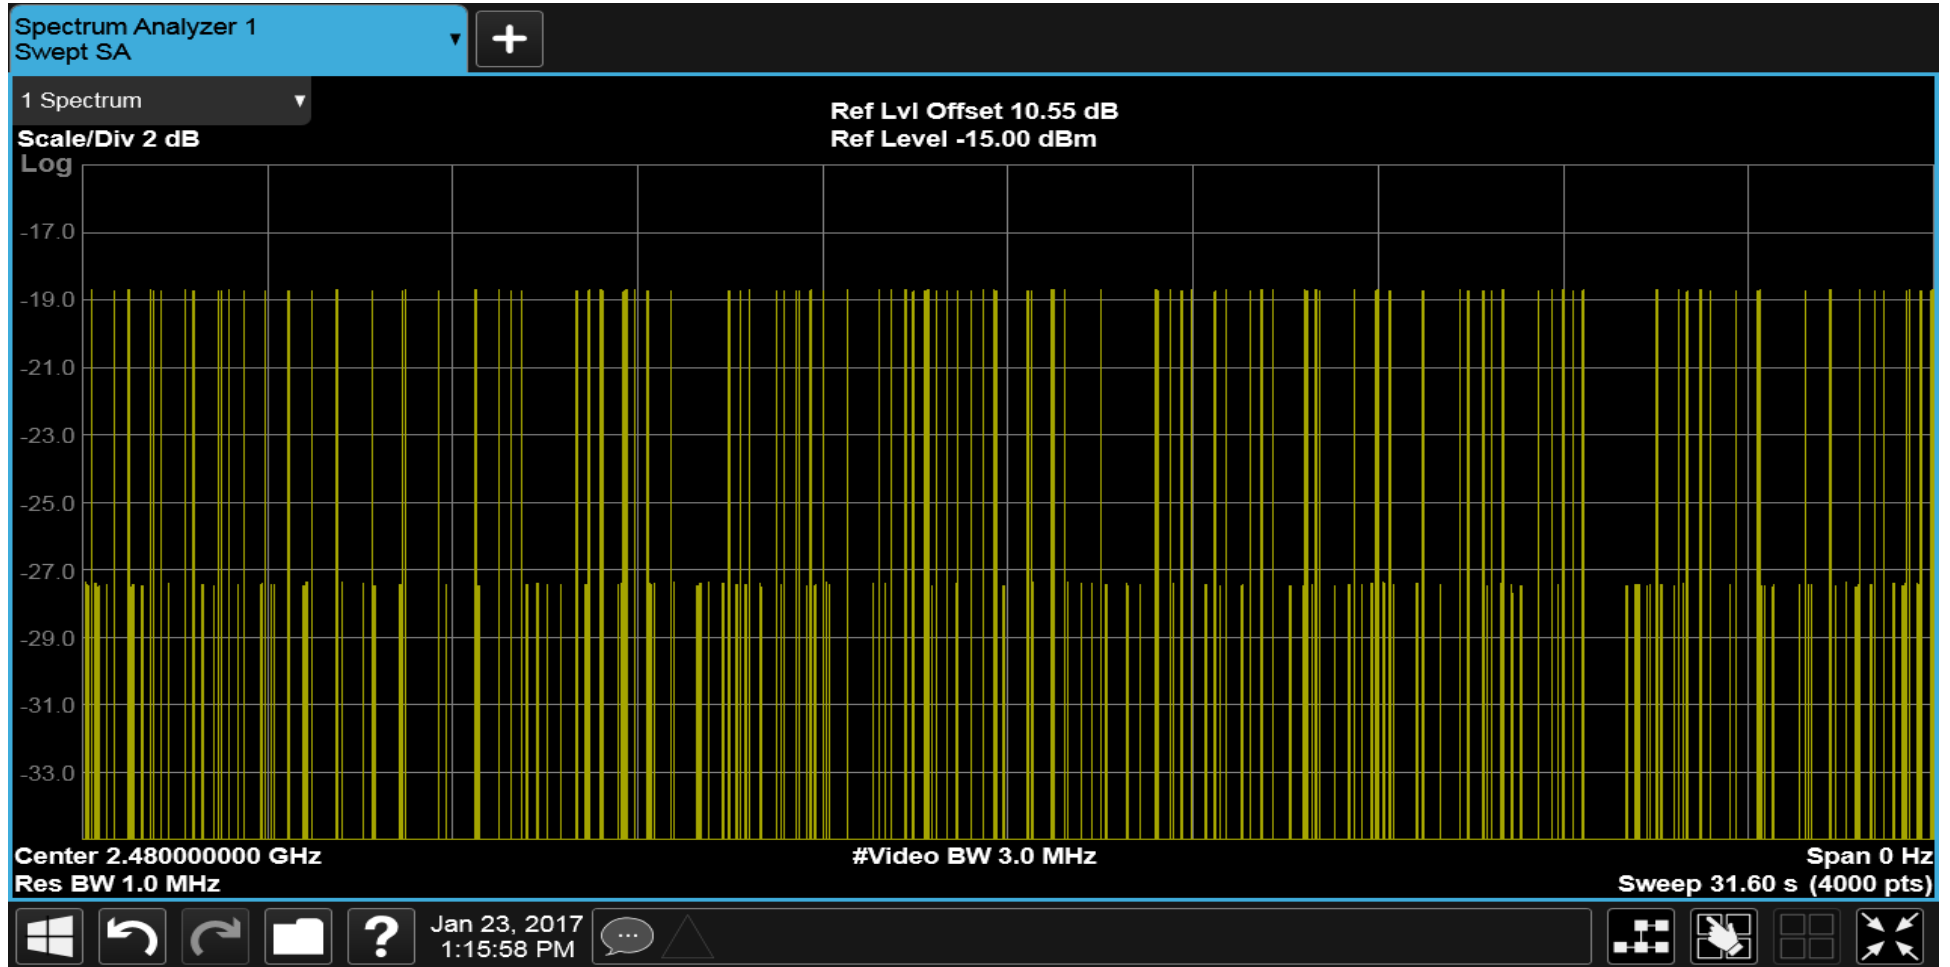 Spectrum Analyzer 1
Swept SA
1 Spectrum
Scale/Div 2 dB
Ref Lvl Offset 10.55 dB
Ref Level -15.00 dBm
Log
-17.0
-19.0
-21.0
-23.0
-25.0
-27.0
-29.0
-31.0
-33.0
Center 2.480000000 GHz
#Video BW 3.0 MHz
Span 0 Hz
Res BW 1.0 MHz
Sweep 31.60 s (4000 pts)
?
Jan 23, 2017
1:15:58 PM